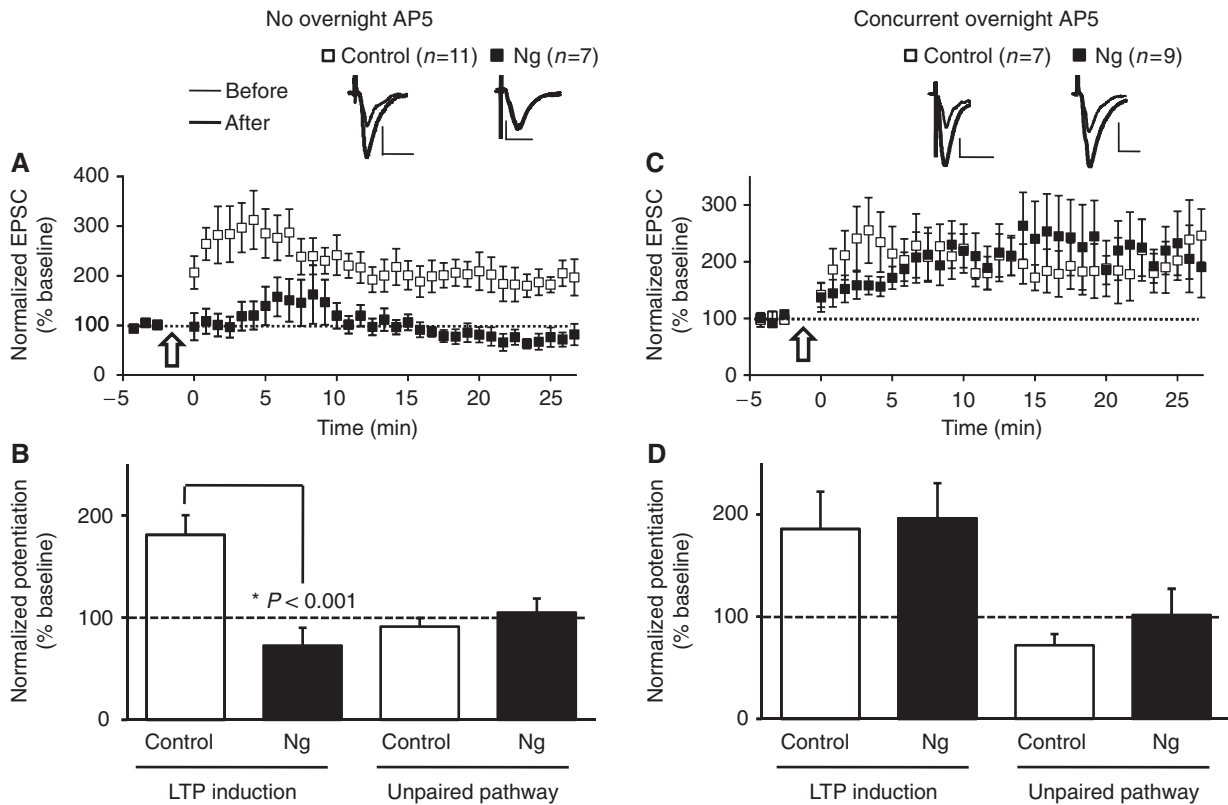 No overnight AP5
Control (n=11) Ng (n=7)
Before
After
A
Normalized EPSC
(% baseline)
400
300
200
100
0
−5 0 5 10 15 20 25
Time (min)
B
Normalized potentiation
(% baseline)
200
100
0
* P < 0.001
Control Ng Control Ng
LTP induction Unpaired pathway
Concurrent overnight AP5
Control (n=7) Ng (n=9)
C
Normalized EPSC
(% baseline)
300
200
100
0
−5 0 5 10 15 20 25
Time (min)
D
Normalized potentiation
(% baseline)
200
100
0
Control Ng Control Ng
LTP induction Unpaired pathway